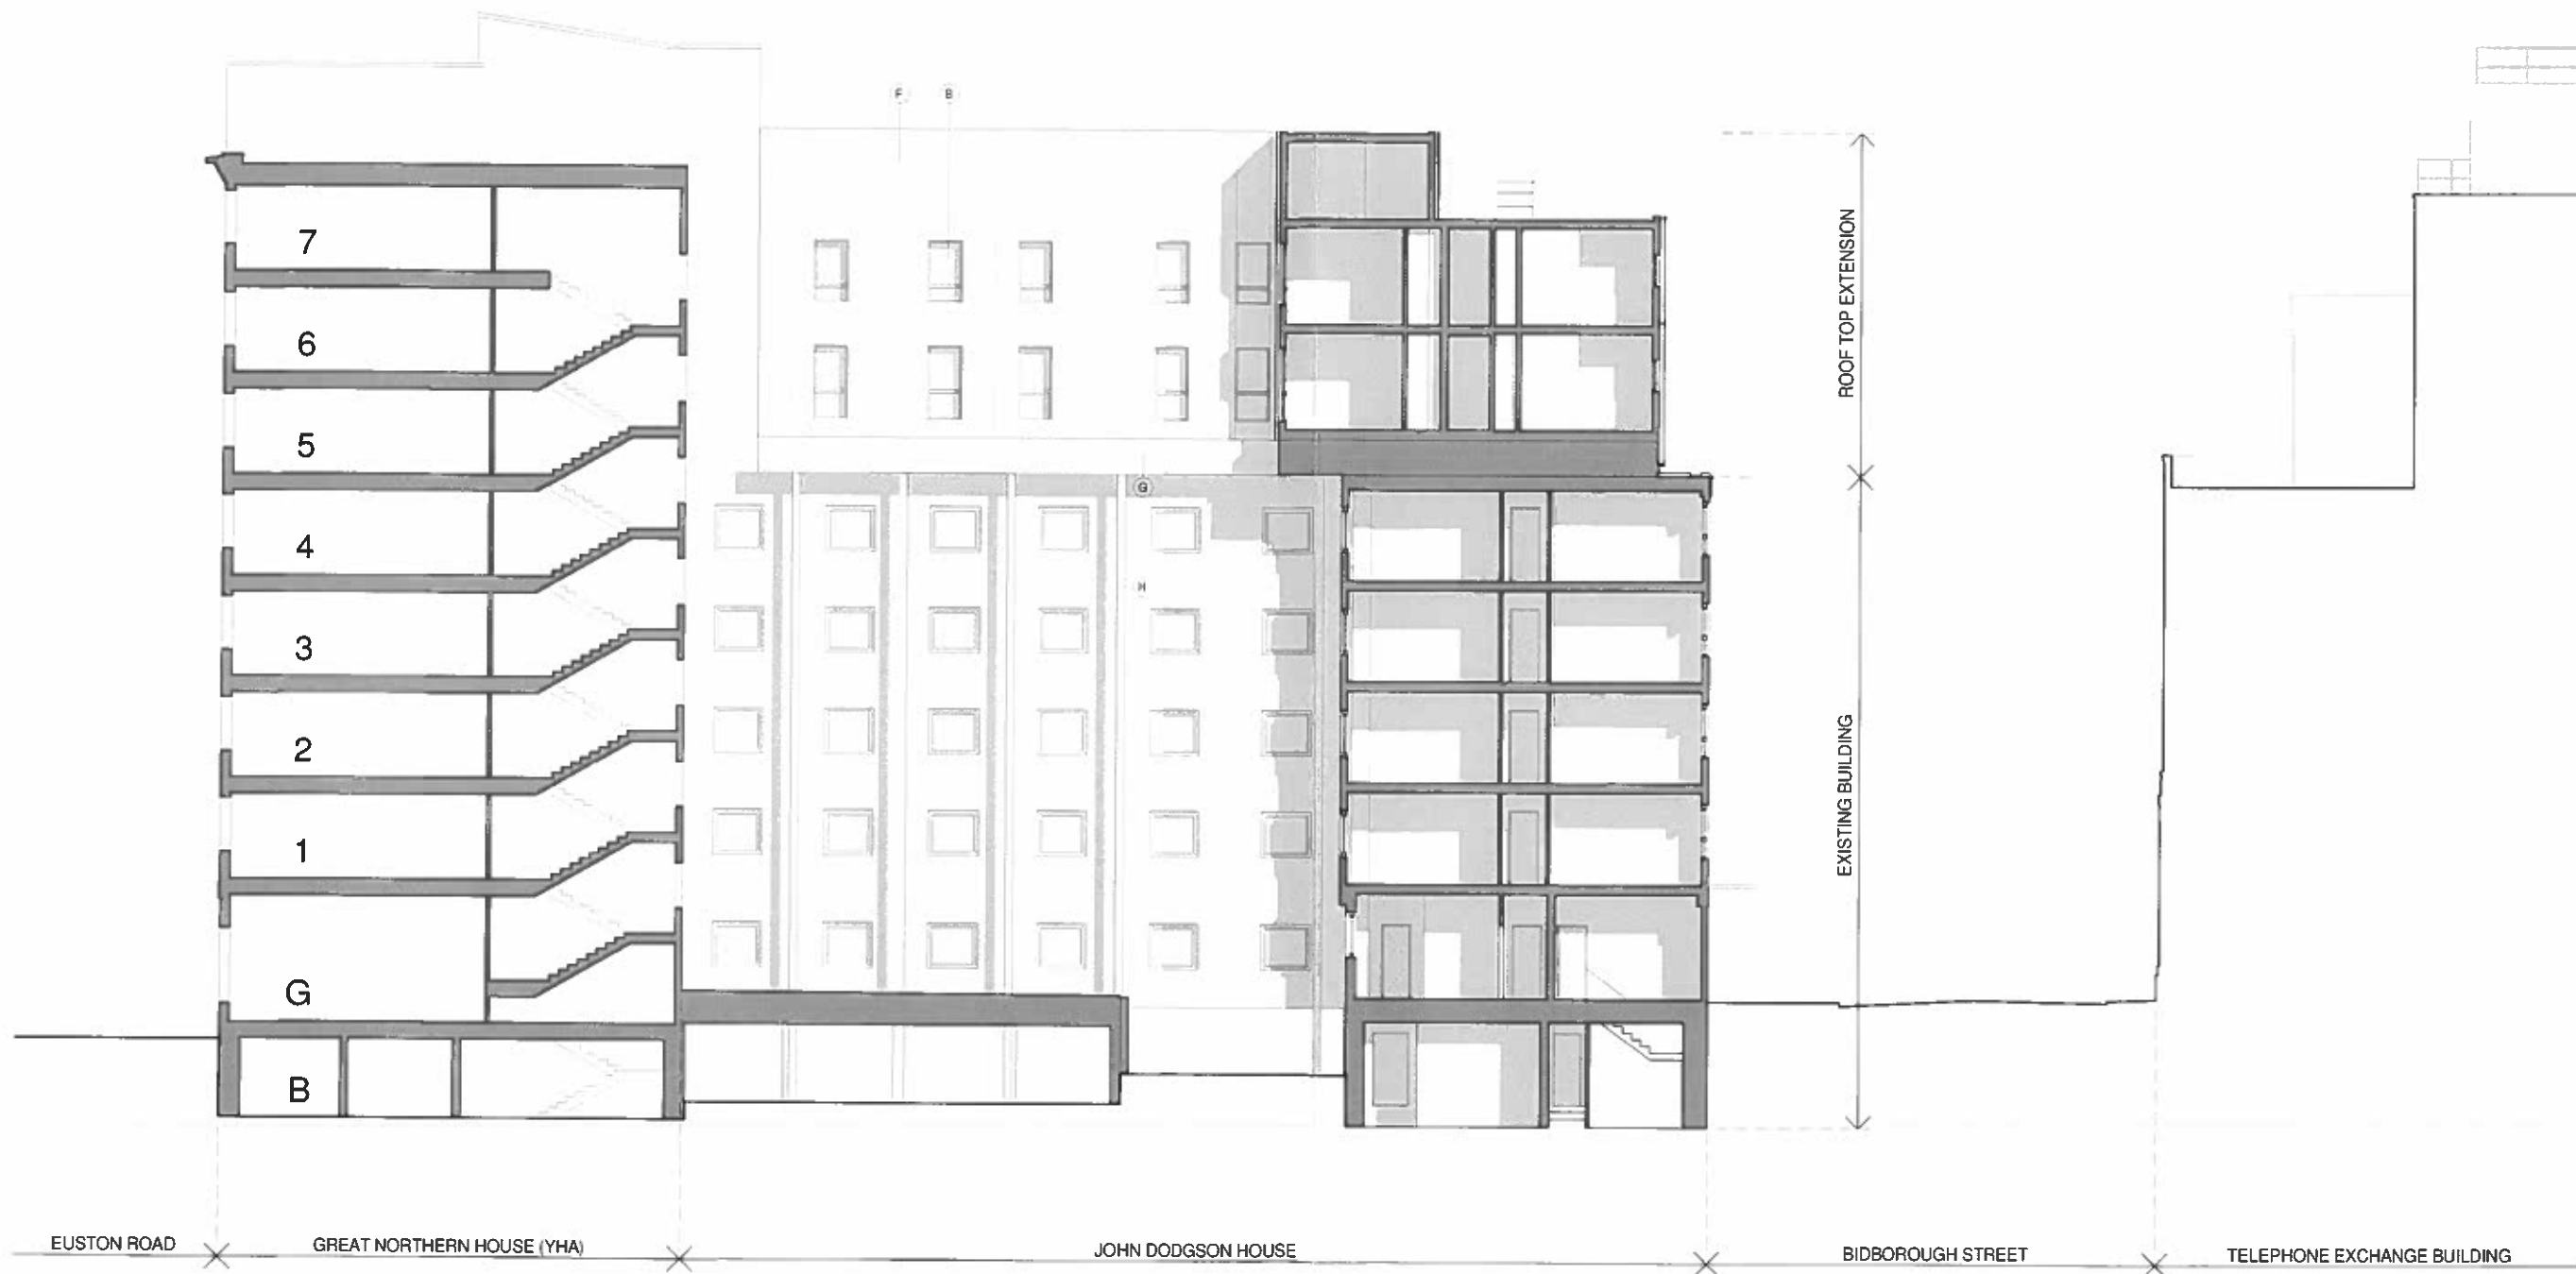 F B
7
6
5
4
3
2
1
G
B
G
H
ROOF TOP EXTENSION
EXISTING BUILDING
EUSTON ROAD
GREAT NORTHERN HOUSE (YHA)
JOHN DODGSON HOUSE
BIDBOROUGH STREET
TELEPHONE EXCHANGE BUILDING